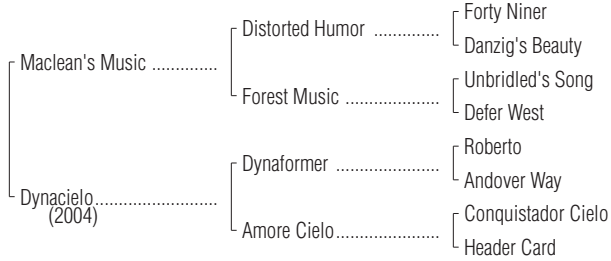 Forty Niner
Distorted Humor ..............
Danzig's Beauty
Maclean's Music ..............
Unbridled's Song
Forest Music ....................
Defer West
Roberto
Dynaformer ......................
Andover Way
Dynacielo..........................
(2004)
Conquistador Cielo
Amore Cielo......................
Header Card